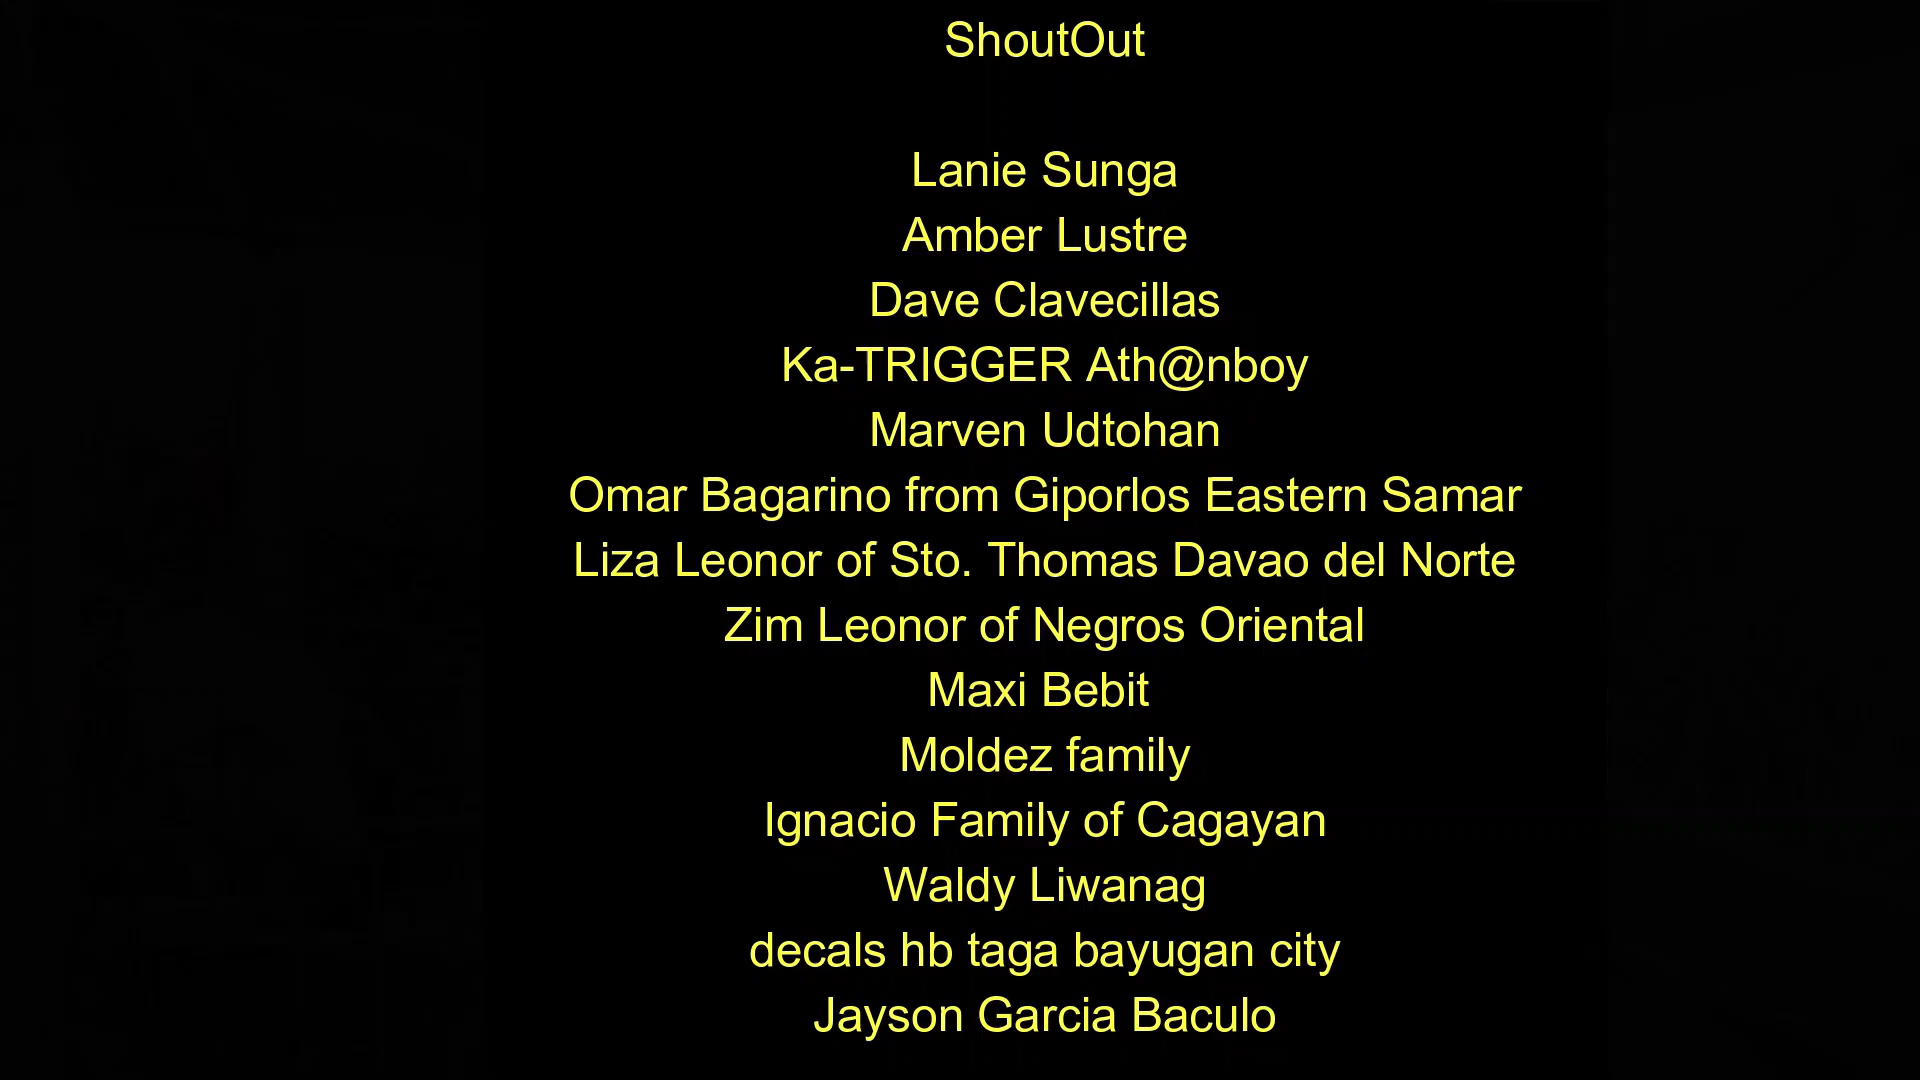 ShoutOut
Lanie Sunga
Amber Lustre
Dave Clavecillas
Ka-TRIGGER Ath@nboy
Marven Udtohan
Omar Bagarino from Giporlos Eastern Samar
Liza Leonor of Sto. Thomas Davao del Norte
Zim Leonor of Negros Oriental
Maxi Bebit
Moldez family
Ignacio Family of Cagayan
Waldy Liwanag
decals hb taga bayugan city
Jayson Garcia Baculo